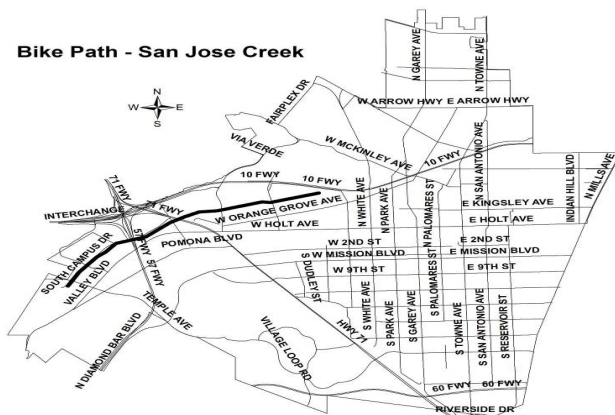 Bike Path - San Jose Creek
N
W E
S
N GAREY AVE
N TOWNE AVE
FAIRPLEX DR
W ARROW HWY E ARROW HWY
VIA VERDE
W MCKINLEY AVE
10 FWY
71 FWY
10 FWY
10 FWY
N WHITE AVE
N PARK AVE
N PALOMARES ST
N SAN ANTONIO AVE
INDIAN HILL BLVD
N MILLS AVE
INTERCHANGE
FWY
W ORANGE GROVE AVE
E KINGSLEY AVE
W HOLT AVE
E HOLT AVE
SOUTH CAMPUS DR
57 FWY 57 FWY
POMONA BLVD
W 2ND ST
E 2ND ST
W MISSION BLVD
E MISSION BLVD
VALLEY BLVD
S DUDLEY ST
W 9TH ST
E 9TH ST
TEMPLE AVE
S WHITE AVE
S PARK AVE
S GAREY AVE
S PALOMARES ST
S TOWNE AVE
S SAN ANTONIO AVE
S RESERVOIR ST
N DIAMOND BAR BLVD
VILLAGE LOOP RD
HWY 71
60 FWY 60 FWY
RIVERSIDE DR